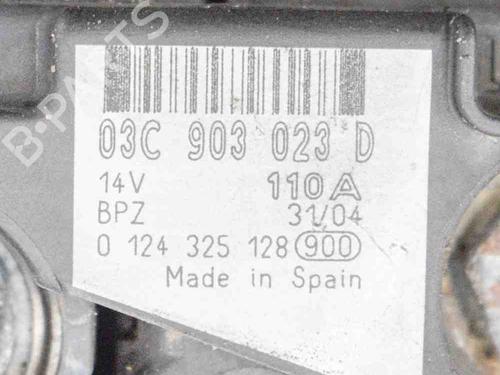 B-PARTS
03C 903 023 D
14V 110A
BPZ 31/04
0 124 325 128 900
Made in Spain